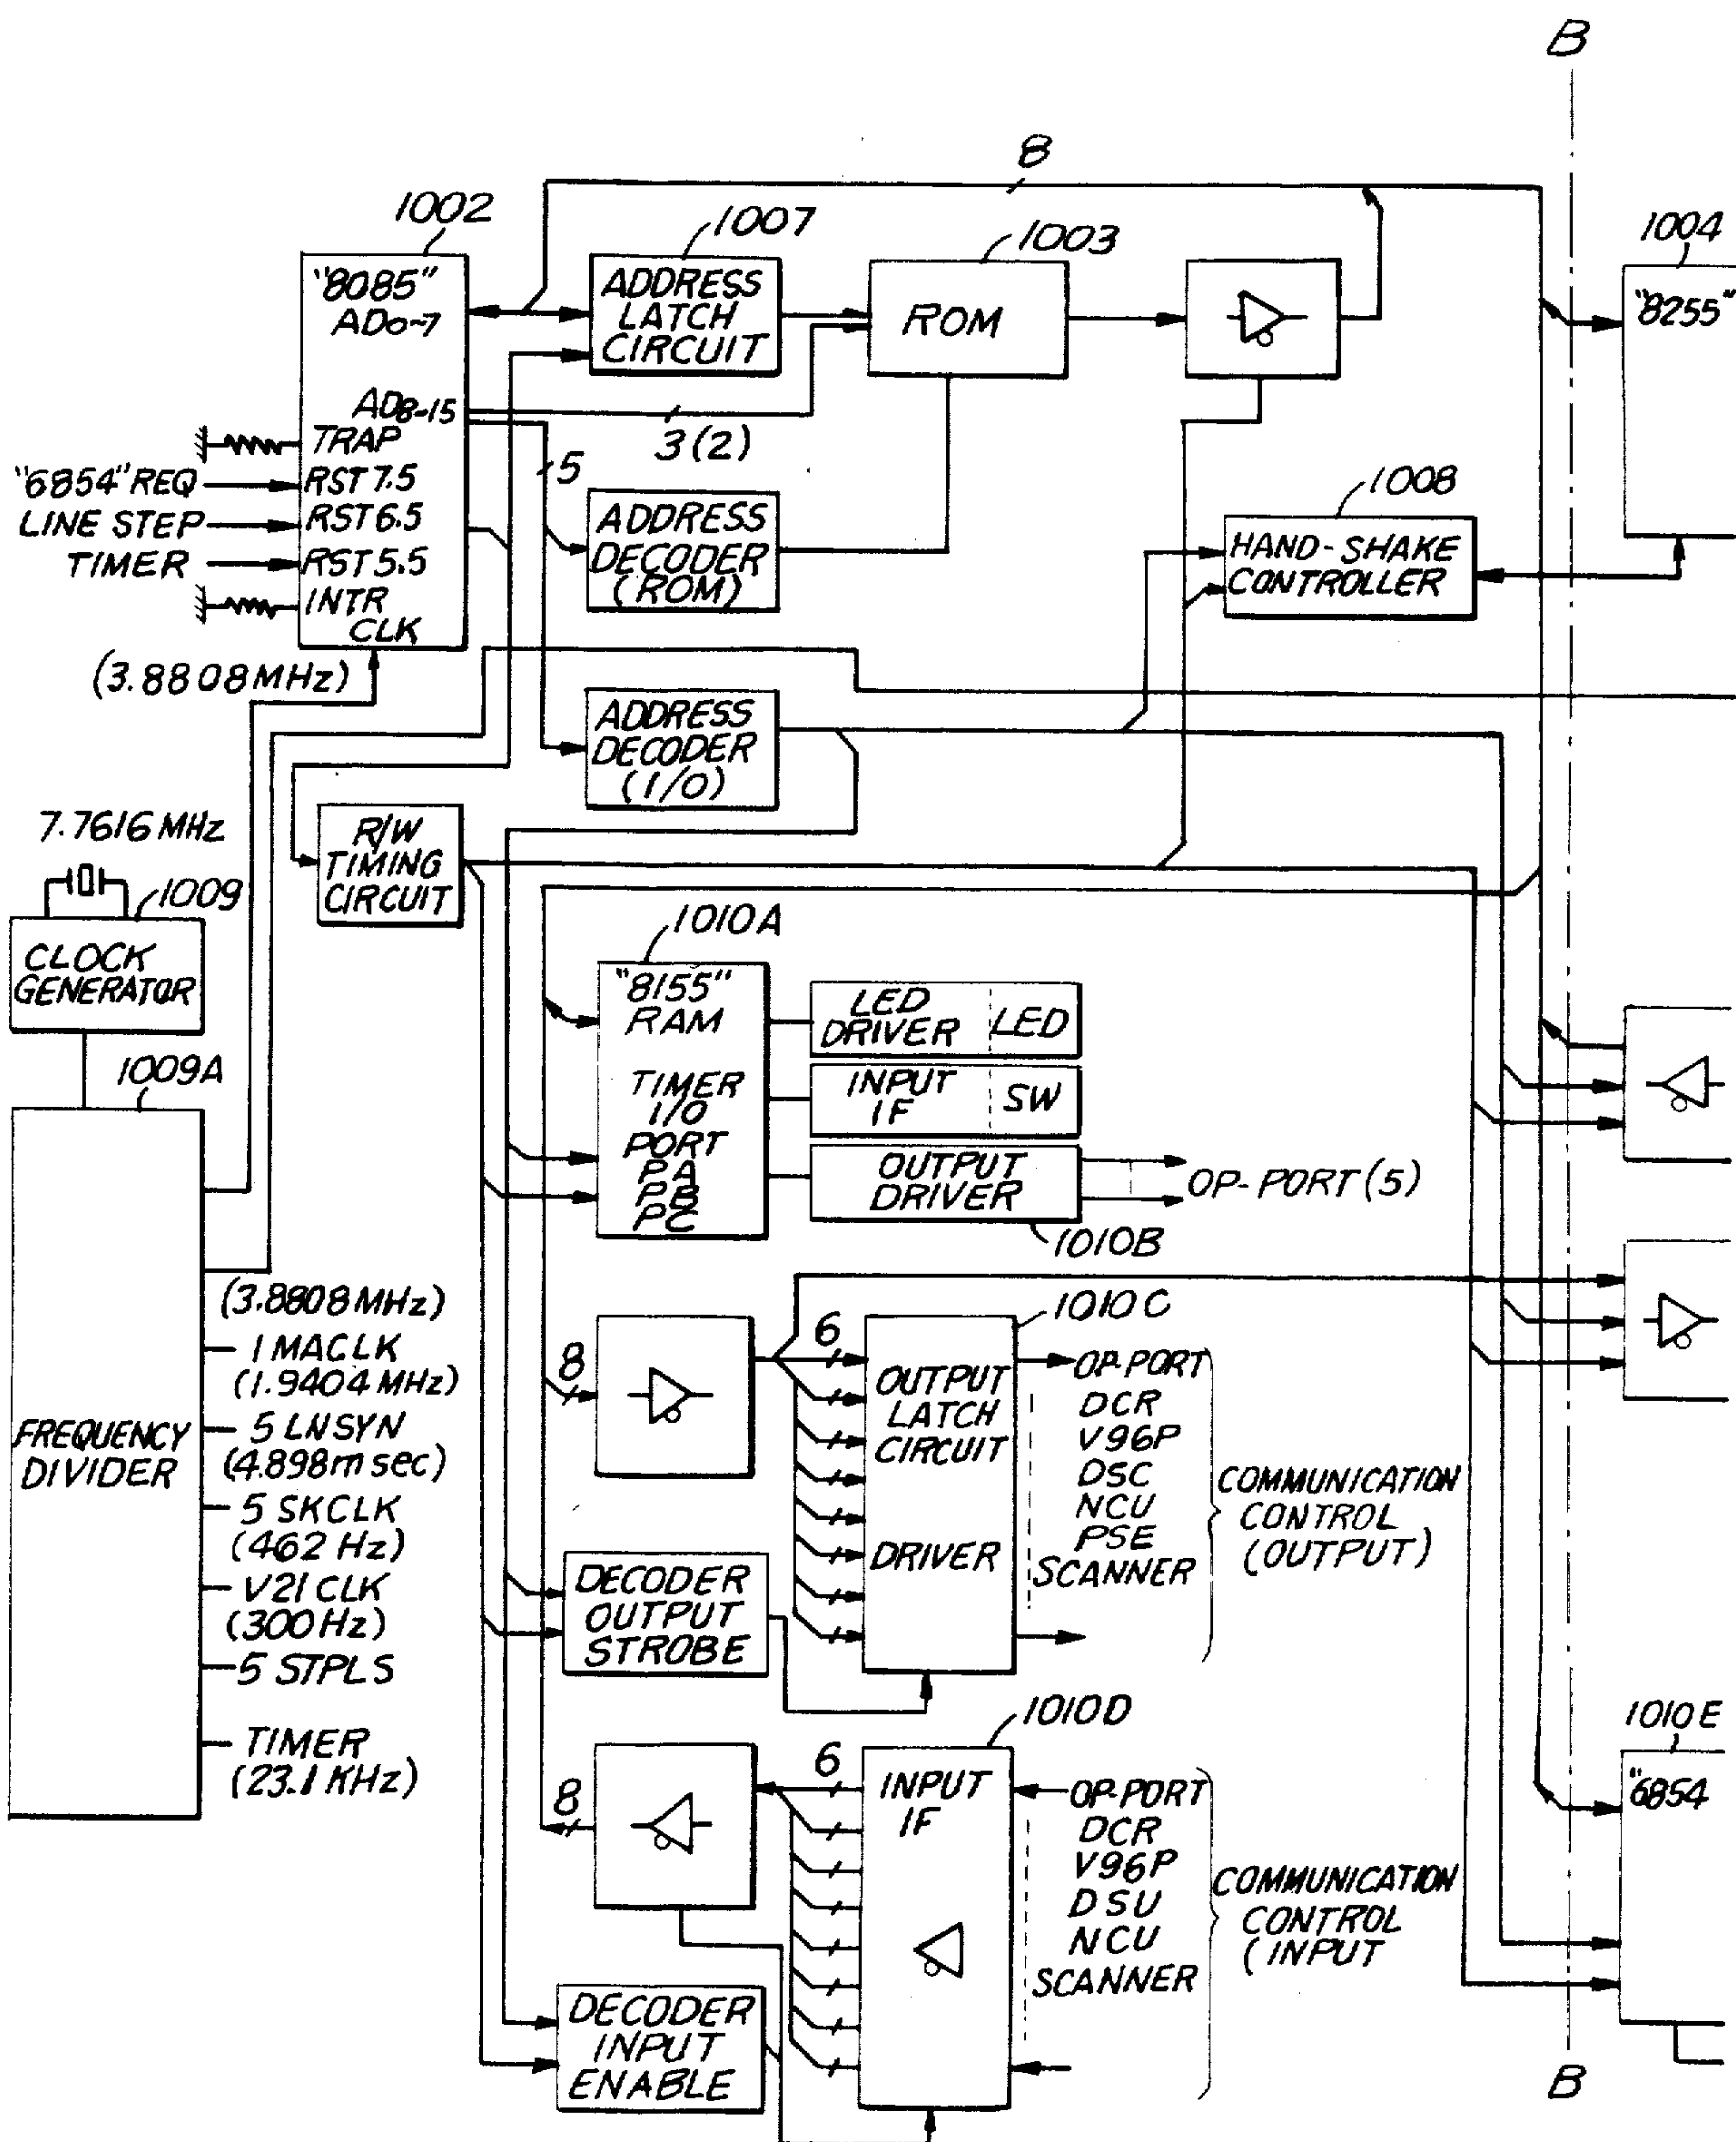 B
8
1002
1007
1003
1004
"8085"
AD0-7
ADDRESS
LATCH
CIRCUIT
ROM
"8255"
AD8-15
3(2)
5
TRAP
"6854" REQ
RST 7.5
LINE STEP
RST 6.5
TIMER
RST 5.5
INTR
CLK
(3.8808MHz)
ADDRESS
DECODER
(ROM)
1008
HAND-SHAKE
CONTROLLER
ADDRESS
DECODER
(I/O)
7.7616 MHz
1009
CLOCK
GENERATOR
R/W
TIMING
CIRCUIT
1010A
"8155"
RAM
TIMER
I/O
PORT
PA
PB
PC
LED
DRIVER
LED
INPUT
IF
SW
OUTPUT
DRIVER
OP-PORT(5)
1010B
1009A
FREQUENCY
DIVIDER
(3.8808MHz)
1 MACLK
(1.9404 MHz)
5 LNSYN
(4.898m sec)
5 SKCLK
(462 Hz)
V21 CLK
(300 Hz)
5 STPLS
TIMER
(23.1 KHz)
8
6
1010C
OUTPUT
LATCH
CIRCUIT
DRIVER
OP-PORT
DCR
V96P
DSC
NCU
PSE
SCANNER
COMMUNICATION
CONTROL
(OUTPUT)
DECODER
OUTPUT
STROBE
8
6
1010D
INPUT
IF
OP-PORT
DCR
V96P
DSU
NCU
SCANNER
COMMUNICATION
CONTROL
(INPUT
DECODER
INPUT
ENABLE
1010E
"6854
B